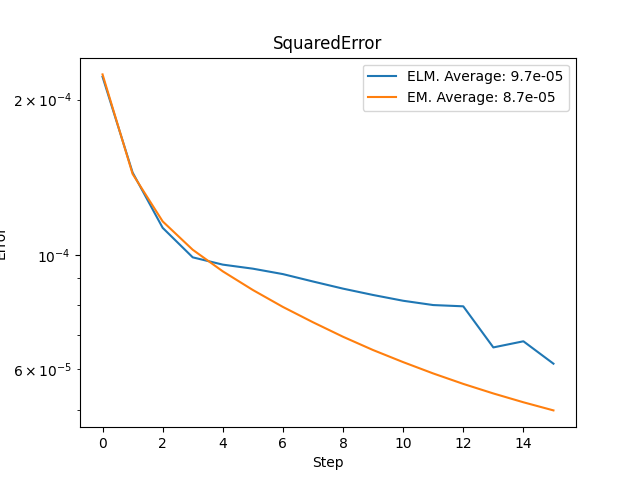 SquaredError
ELM. Average: 9.7e-05
EM. Average: 8.7e-05
2 × 10⁻⁴
10⁻⁴
6 × 10⁻⁵
Error
0 2 4 6 8 10 12 14
Step